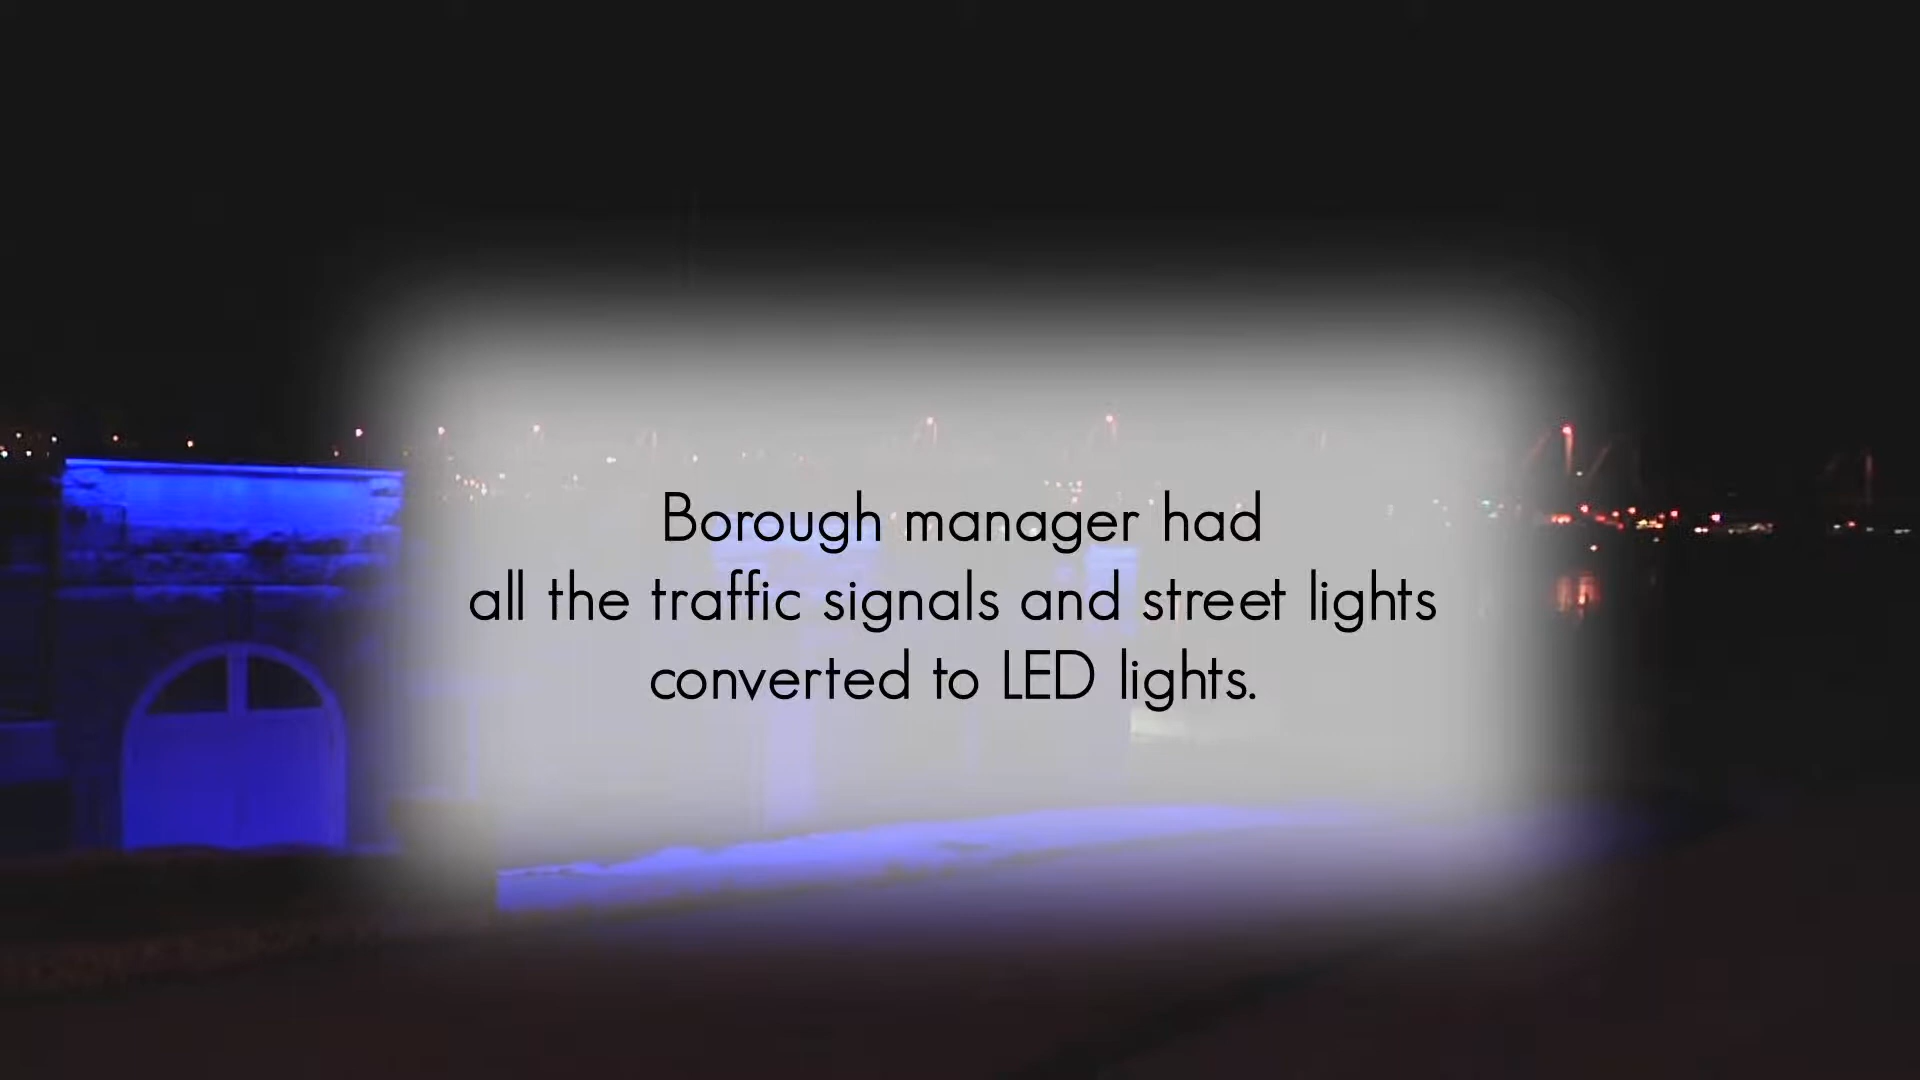 Borough manager had
all the traffic signals and street lights
converted to LED lights.